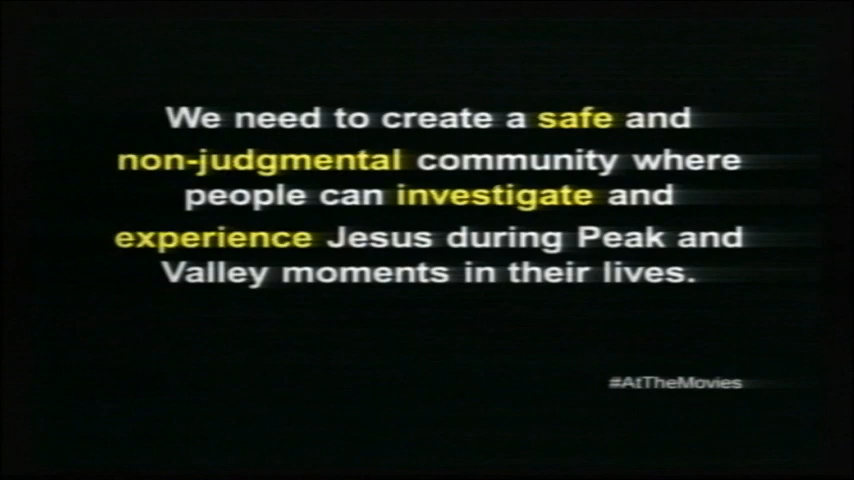 We need to create a safe and
non-judgmental community where
people can investigate and
experience Jesus during Peak and
Valley moments in their lives.
#AtTheMovies